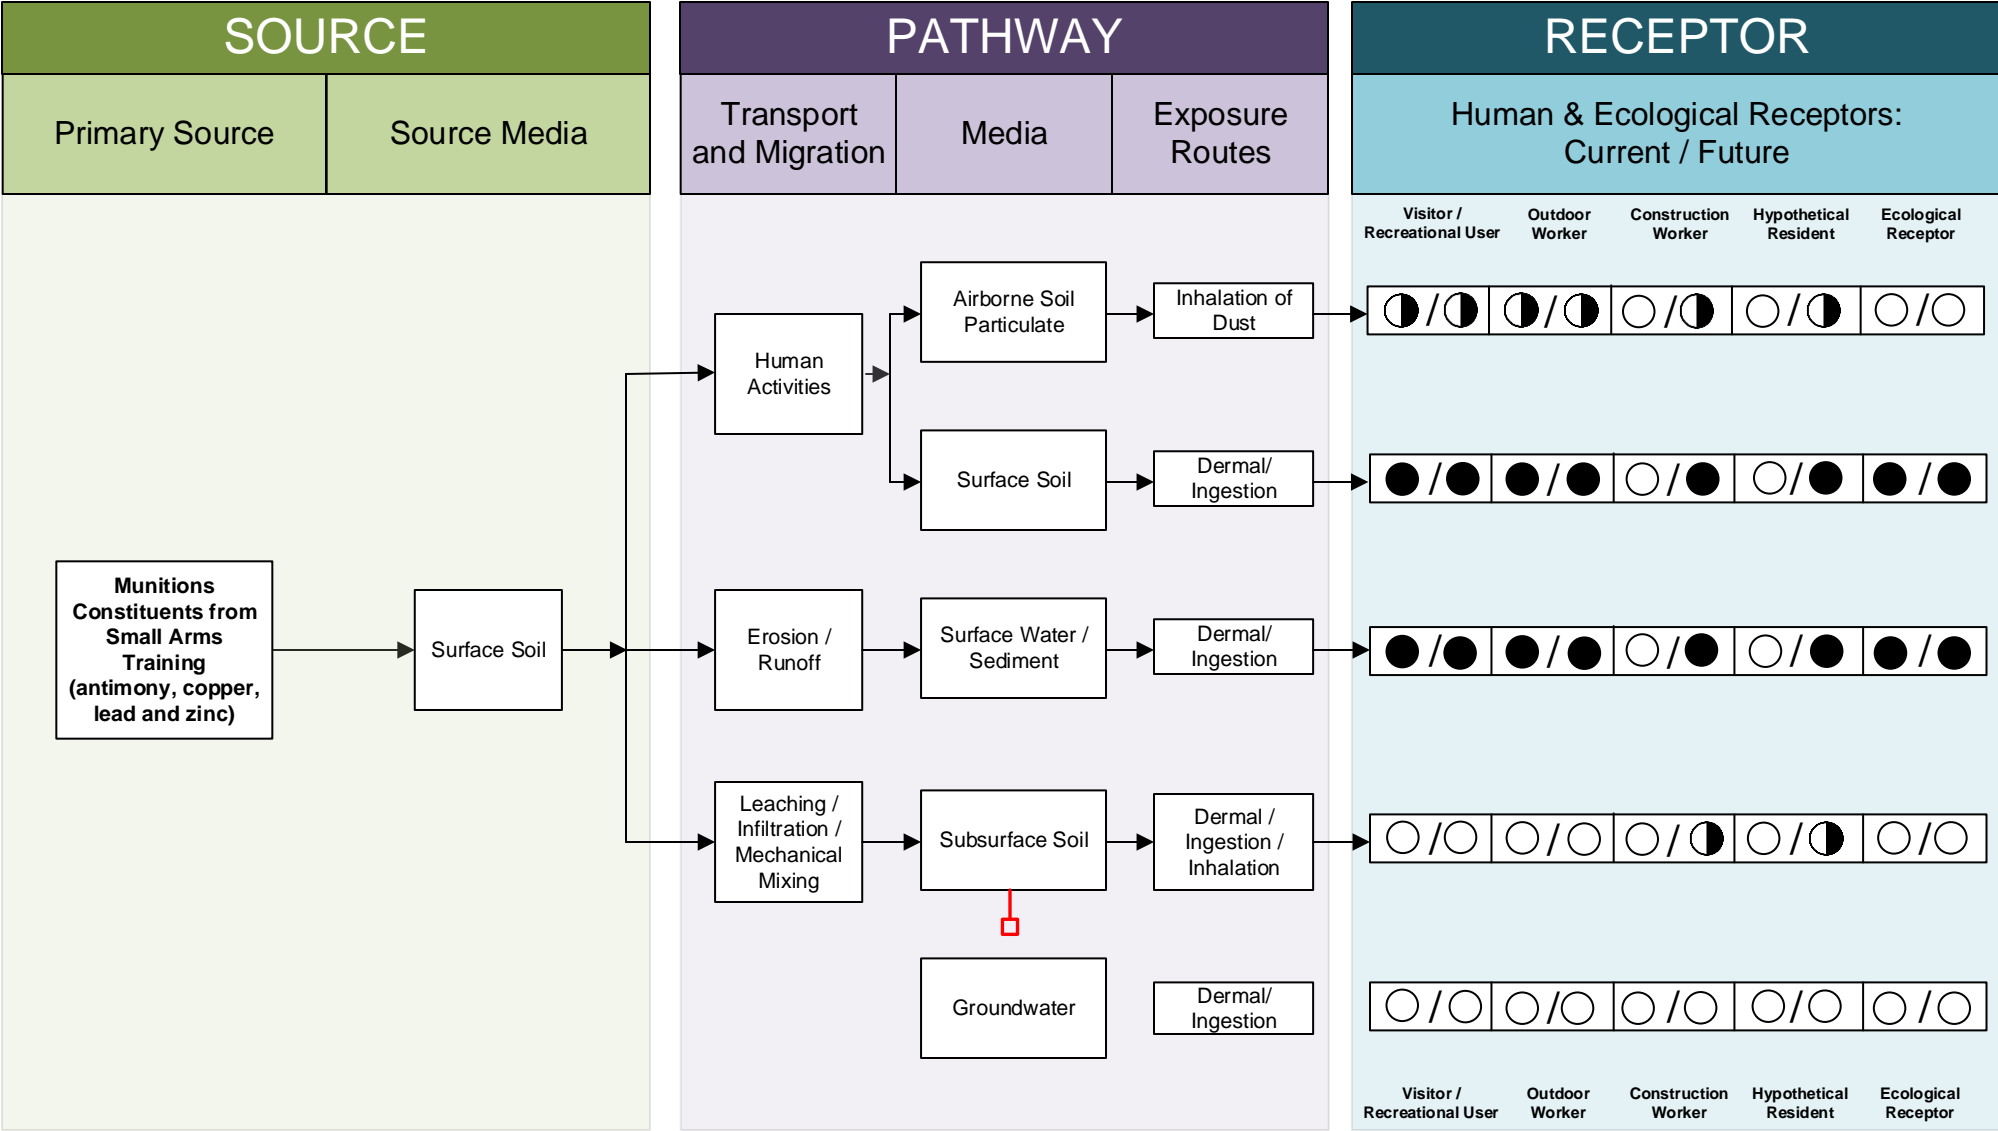 SOURCE
PATHWAY
RECEPTOR
Primary Source
Source Media
Transport
and Migration
Media
Exposure
Routes
Human & Ecological Receptors:
Current / Future
Visitor /
Recreational User
Outdoor
Worker
Construction
Worker
Hypothetical
Resident
Ecological
Receptor
Airborne Soil
Particulate
Inhalation of
Dust
/ / / / /
Human
Activities
Surface Soil
Dermal/
Ingestion
/ / / / /
Munitions
Constituents from
Small Arms
Training
(antimony, copper,
lead and zinc)
Surface Soil
Erosion /
Runoff
Surface Water /
Sediment
Dermal/
Ingestion
/ / / / /
Leaching /
Infiltration /
Mechanical
Mixing
Subsurface Soil
Dermal /
Ingestion /
Inhalation
/ / / / /
Groundwater
Dermal/
Ingestion
/ / / / /
Visitor /
Recreational User
Outdoor
Worker
Construction
Worker
Hypothetical
Resident
Ecological
Receptor